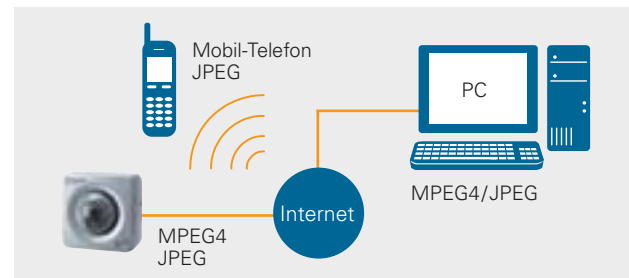 Mobil-Telefon
JPEG
PC
MPEG4/JPEG
Internet
MPEG4
JPEG